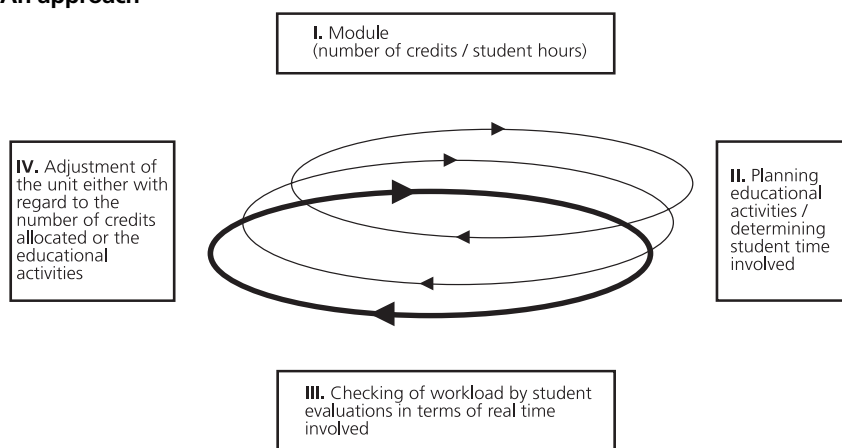 An approach
I. Module
(number of credits / student hours)
IV. Adjustment of
the unit either with
regard to the
number of credits
allocated or the
educational
activities
II. Planning
educational
activities /
determining
student time
involved
III. Checking of workload by student
evaluations in terms of real time
involved